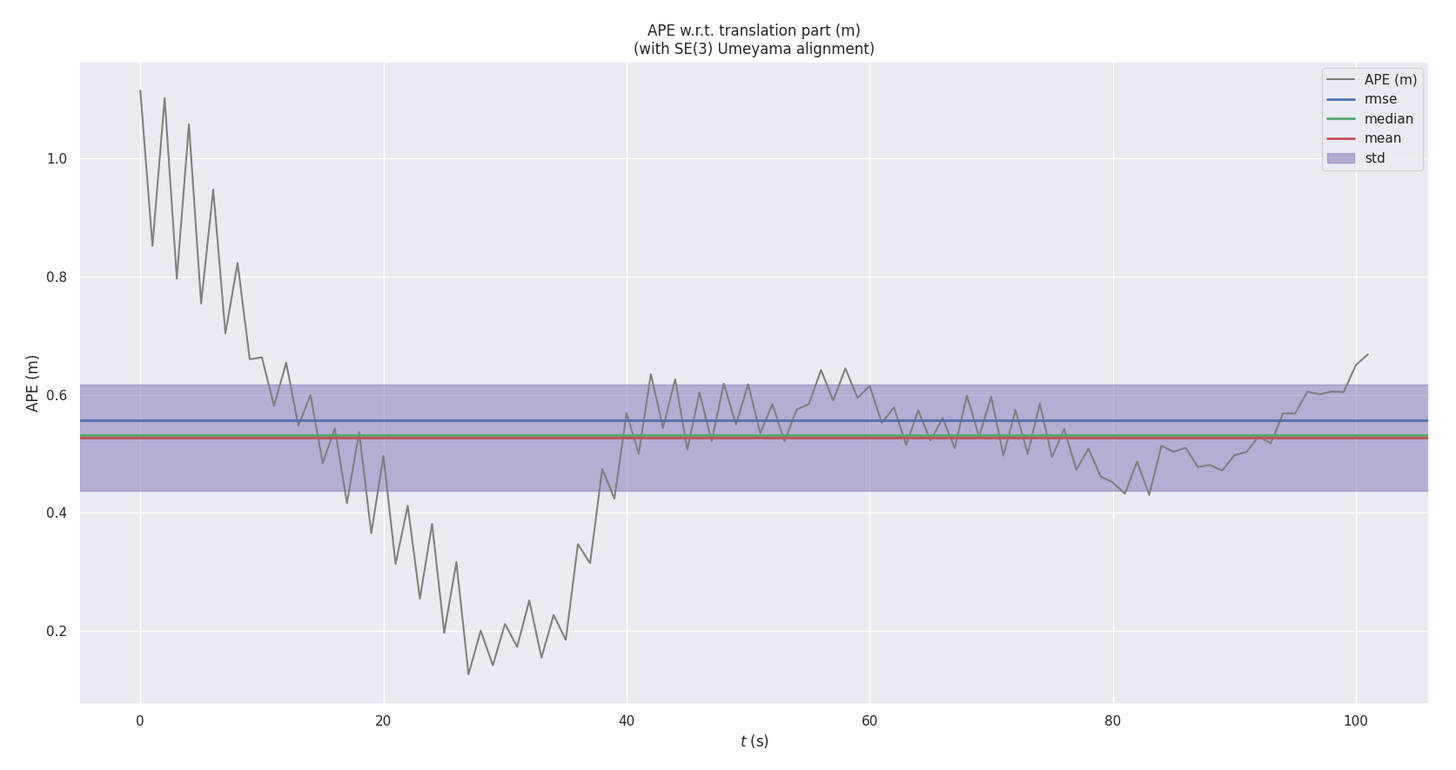 APE w.r.t. translation part (m)
(with SE(3) Umeyama alignment)
APE (m)
rmse
median
mean
std
1.0
0.8
0.6
0.4
0.2
APE (m)
0
20
40
60
80
100
t (s)